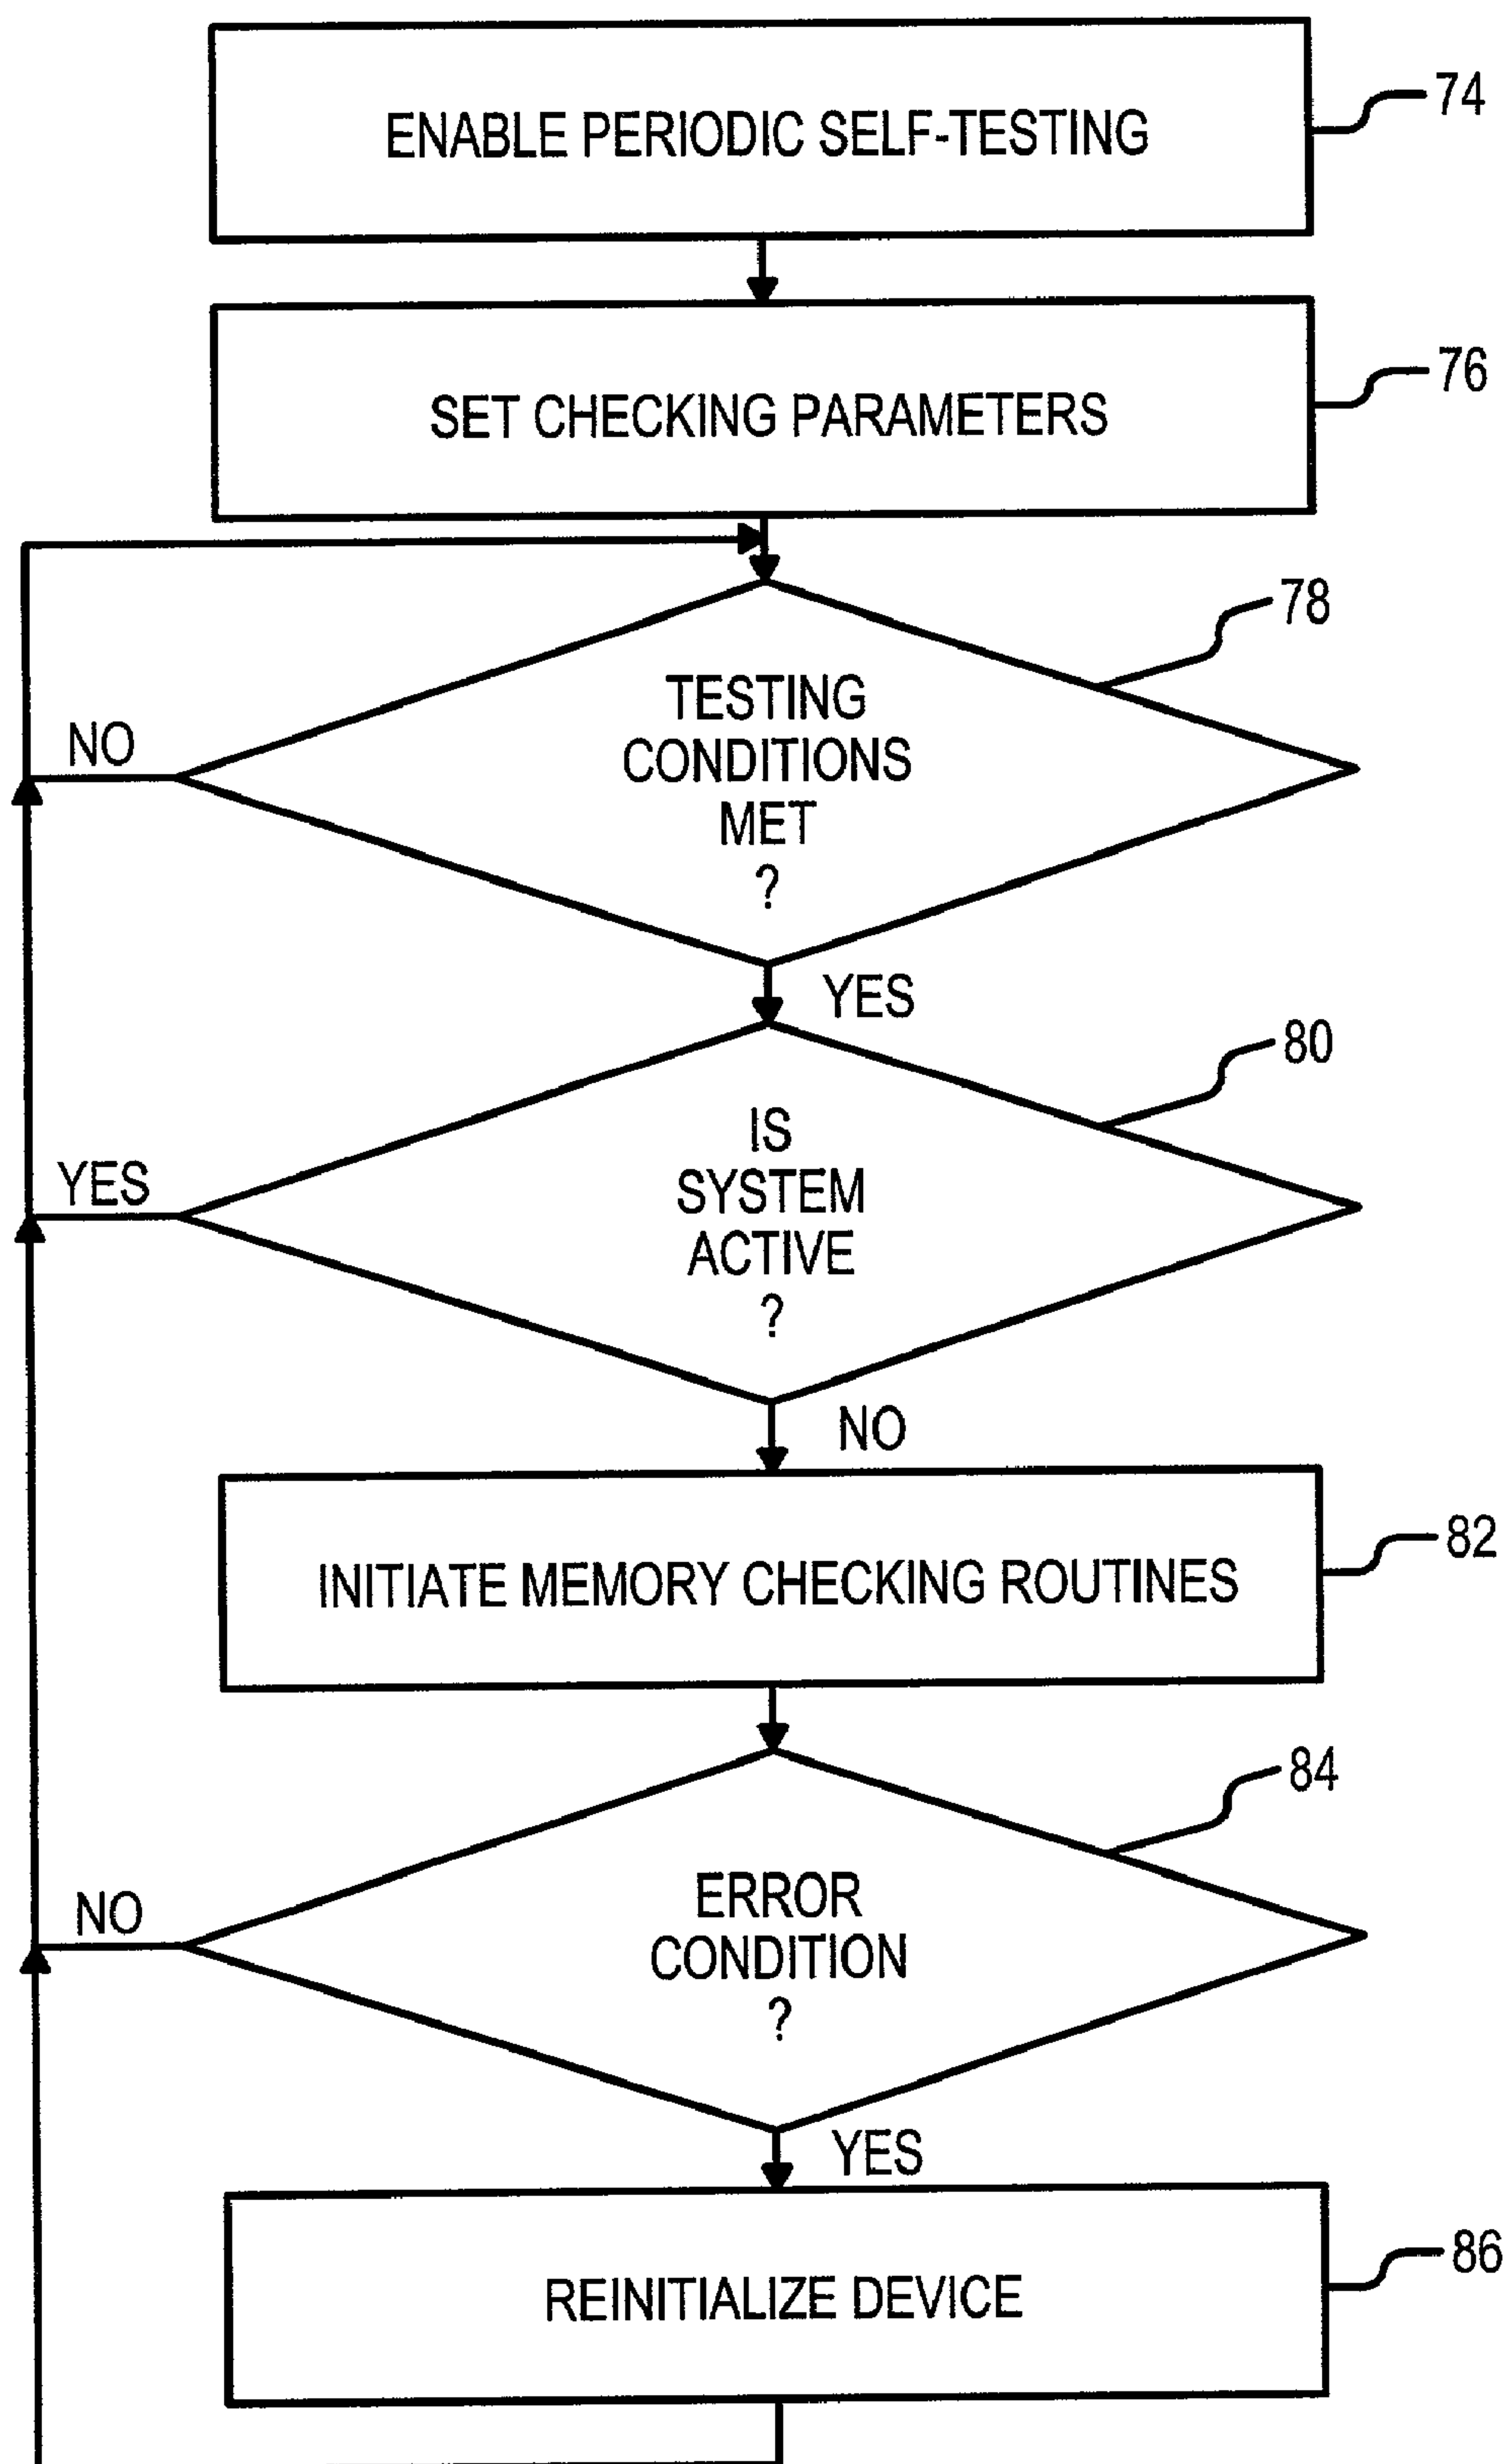 ENABLE PERIODIC SELF-TESTING
74
SET CHECKING PARAMETERS
76
78
TESTING
CONDITIONS
MET
?
NO
YES
80
IS
SYSTEM
ACTIVE
?
YES
NO
INITIATE MEMORY CHECKING ROUTINES
82
84
ERROR
CONDITION
?
NO
YES
REINITIALIZE DEVICE
86